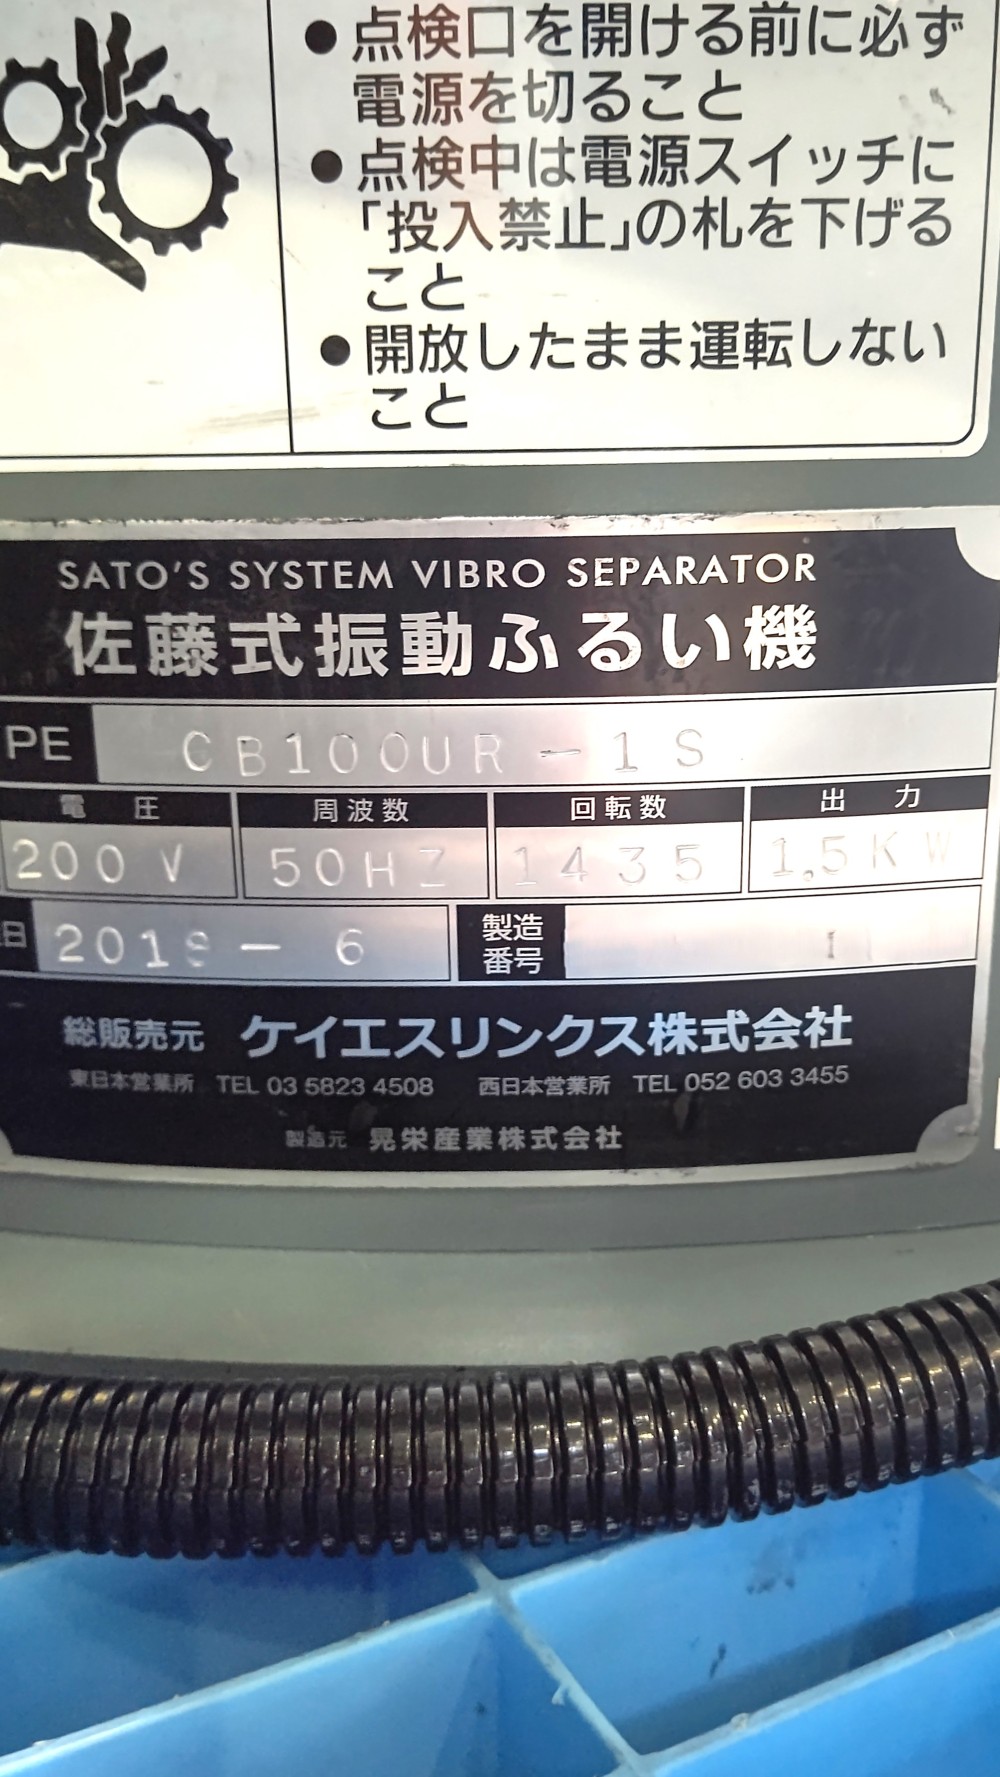 ●点検口を開ける前に必ず
電源を切ること
●点検中は電源スイッチに
「投入禁止」の札を下げる
こと
●開放したまま運転しない
こと
SATO'S SYSTEM VIBRO SEPARATOR
佐藤式振動ふるい機
PE CB100UR-1S
電圧 周波数 回転数 出力
200V 50HZ 1435 1.5KW
日 2019-6 製造番号 1
総販売元 ケイエスリンクス株式会社
東日本営業所 TEL 03 5823 4508 西日本営業所 TEL 052 603 3455
製造元 晃栄産業株式会社